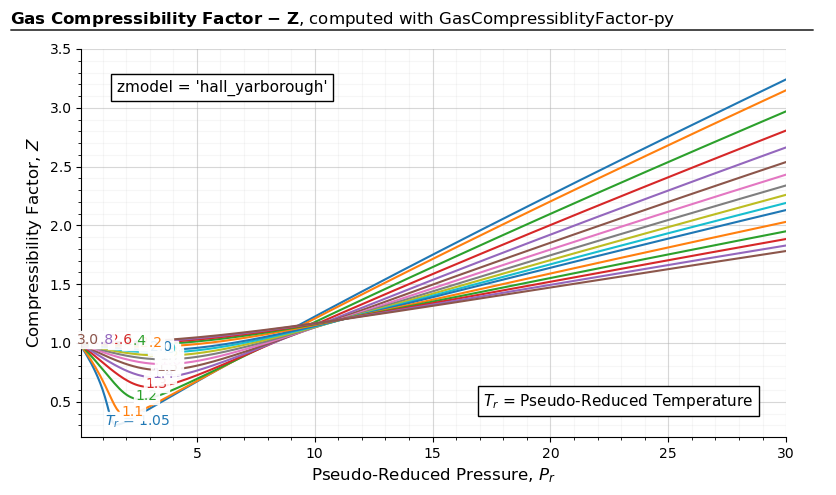 Gas Compressibility Factor − Z, computed with GasCompressiblityFactor-py
3.5
zmodel = 'hall_yarborough'
3.0
2.5
2.0
1.5
1.0
0.5
Compressibility Factor, Z
3.0
1.2
1.1
Tr = 1.05
Tr = Pseudo-Reduced Temperature
5
10
15
20
25
30
Pseudo-Reduced Pressure, Pr